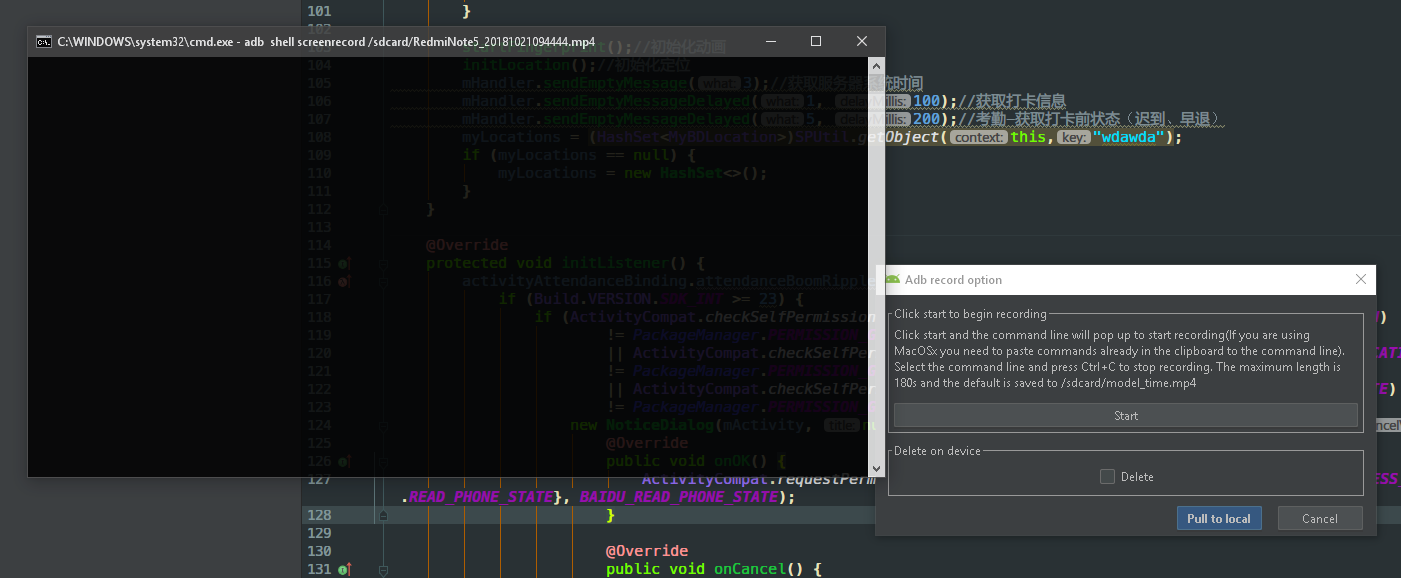 101 }
102
C:\WINDOWS\system32\cmd.exe - adb  shell screenrecord /sdcard/RedmiNote5_20181021094444.mp4
();//初始化动画
104 initLocation();//初始化定位
105 mHandler.sendEmptyMessage( what: 3);//获取服务器系统时间
106 mHandler.sendEmptyMessageDelayed( what: 1, delayMillis: 100);//获取打卡信息
107 mHandler.sendEmptyMessageDelayed( what: 5, delayMillis: 200);//考勤—获取打卡前状态（迟到、早退）
108 myLocations = (HashSet<MyBDLocation>)SPUtil.getObject( context: this, key: "wdawda");
109 if (myLocations == null) {
110 myLocations = new HashSet<>();
111 }
112 }
113
114 @Override
115 protected void initListener() {
116 activityAttendanceBinding.attendanceBoomRipple
117 if (Build.VERSION.SDK_INT >= 23) {
118 if (ActivityCompat.checkSelfPermission
119 != PackageManager.PERMISSION_
120 || ActivityCompat.checkSelfPer
121 != PackageManager.PERMISSION_
122 || ActivityCompat.checkSelfPer
123 != PackageManager.PERMISSION_
124 new NoticeDialog(mActivity, title: nu
125 @Override
126 public void onOK() {
127 ActivityCompat.requestPerm
.READ_PHONE_STATE}, BAIDU_READ_PHONE_STATE);
128 }
129
130 @Override
131 public void onCancel() {
Adb record option
Click start to begin recording
Click start and the command line will pop up to start recording(If you are using
MacOSx you need to paste commands already in the clipboard to the command line).
Select the command line and press Ctrl+C to stop recording. The maximum length is
180s and the default is saved to /sdcard/model_time.mp4
Start
Delete on device
Delete
Pull to local
Cancel